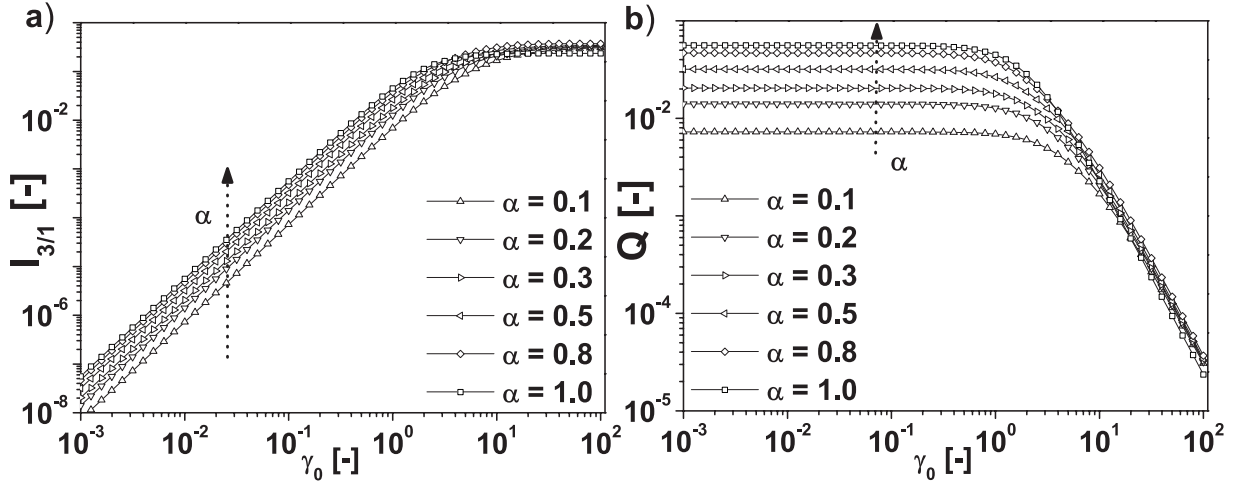 a)
I3/1 [-]
10^-2
10^-4
10^-6
10^-8
α
α = 0.1
α = 0.2
α = 0.3
α = 0.5
α = 0.8
α = 1.0
10^-3 10^-2 10^-1 10^0 10^1 10^2
γ0 [-]
b)
Q [-]
10^-2
10^-4
10^-5
α
α = 0.1
α = 0.2
α = 0.3
α = 0.5
α = 0.8
α = 1.0
10^-3 10^-2 10^-1 10^0 10^1 10^2
γ0 [-]